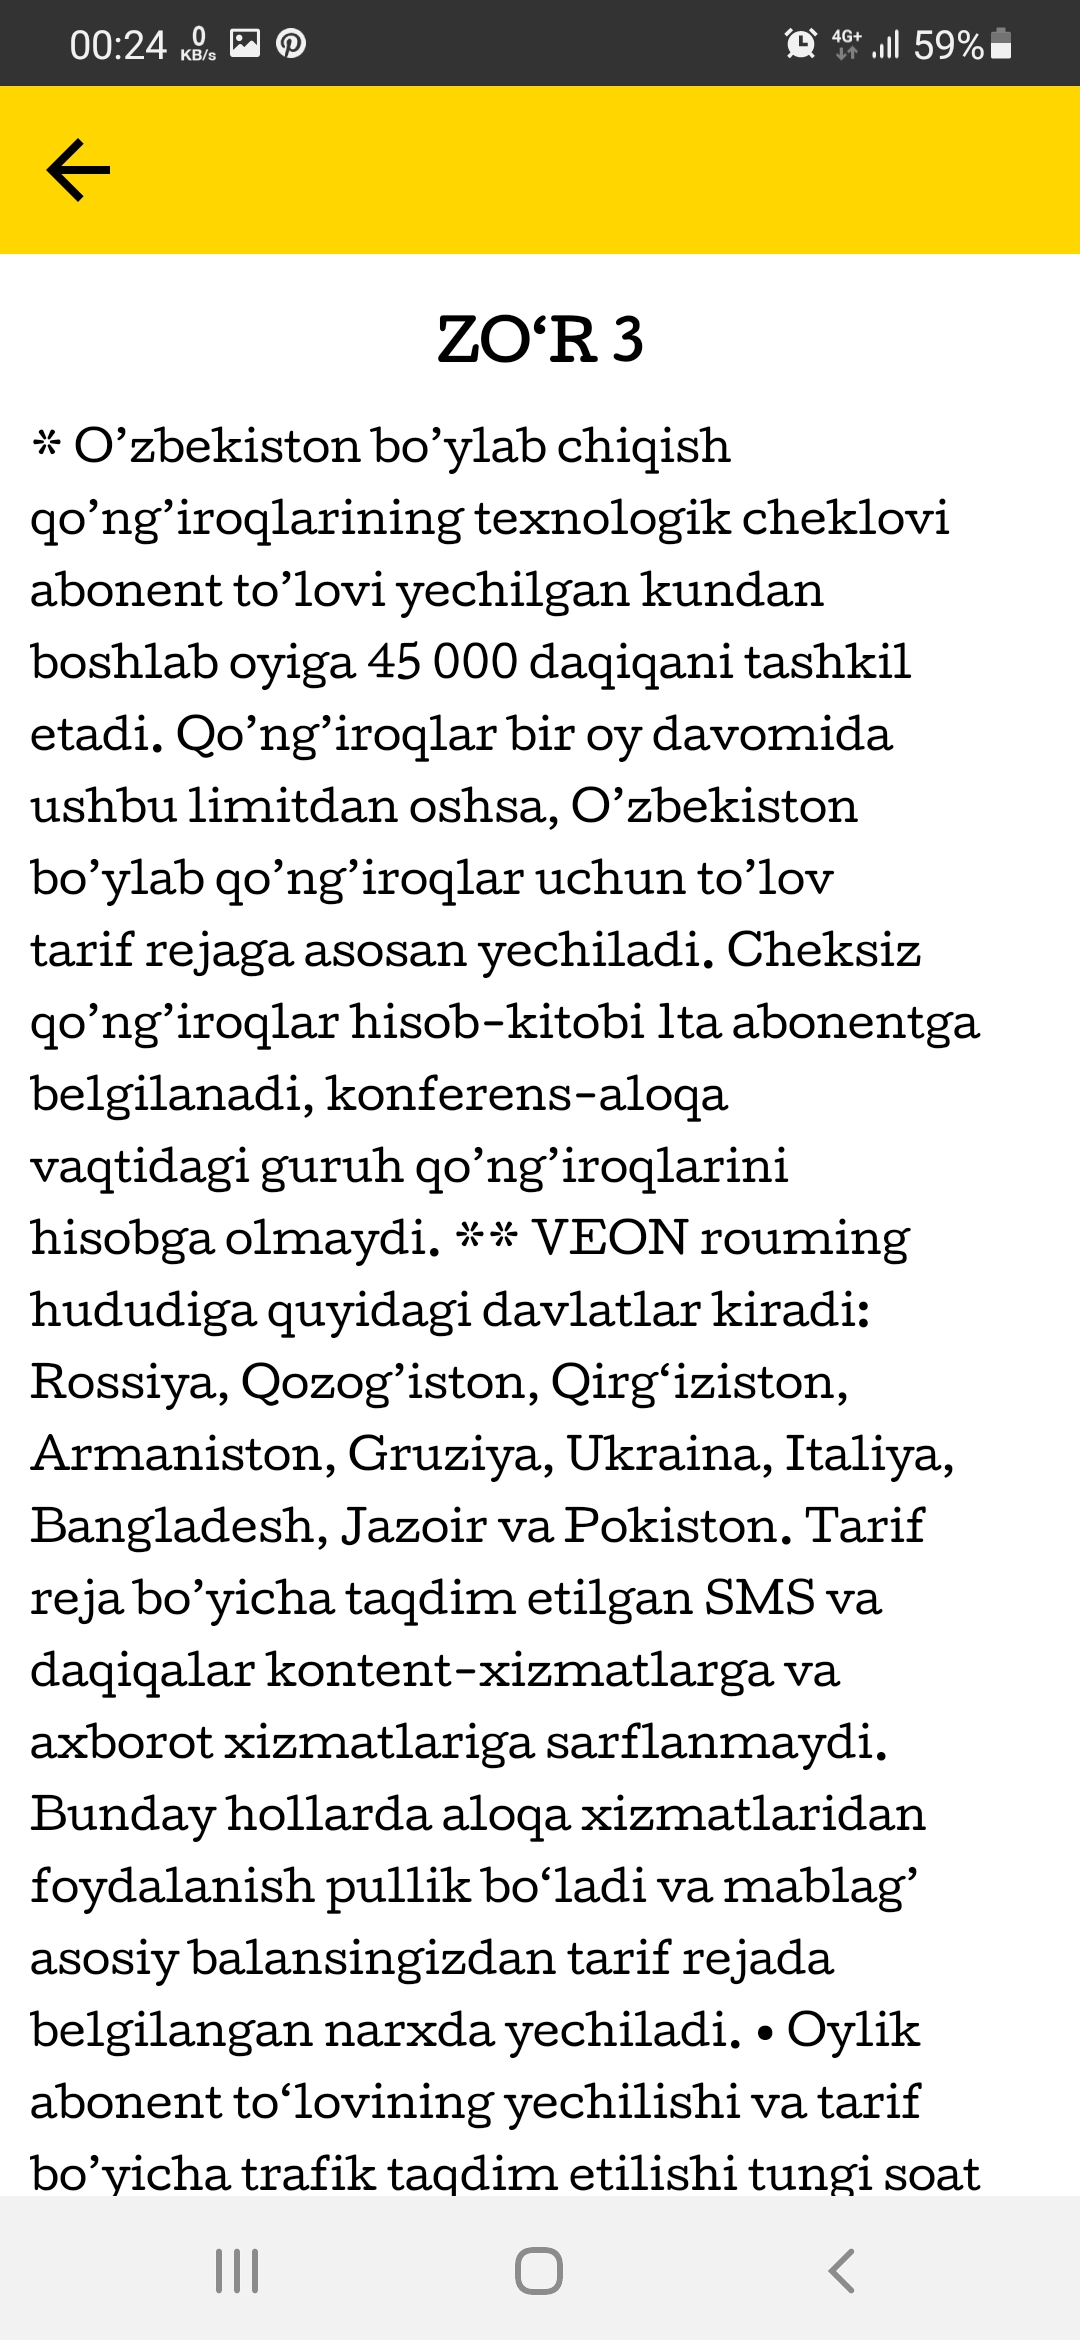 00:24 0 KB/s 4G+ 59%
ZO‘R 3
* O’zbekiston bo’ylab chiqish
qo’ng’iroqlarining texnologik cheklovi
abonent to’lovi yechilgan kundan
boshlab oyiga 45 000 daqiqani tashkil
etadi. Qo’ng’iroqlar bir oy davomida
ushbu limitdan oshsa, O’zbekiston
bo’ylab qo’ng’iroqlar uchun to’lov
tarif rejaga asosan yechiladi. Cheksiz
qo’ng’iroqlar hisob-kitobi 1ta abonentga
belgilanadi, konferens-aloqa
vaqtidagi guruh qo’ng’iroqlarini
hisobga olmaydi. ** VEON rouming
hududiga quyidagi davlatlar kiradi:
Rossiya, Qozog’iston, Qirg‘iziston,
Armaniston, Gruziya, Ukraina, Italiya,
Bangladesh, Jazoir va Pokiston. Tarif
reja bo’yicha taqdim etilgan SMS va
daqiqalar kontent-xizmatlarga va
axborot xizmatlariga sarflanmaydi.
Bunday hollarda aloqa xizmatlaridan
foydalanish pullik bo‘ladi va mablag’
asosiy balansingizdan tarif rejada
belgilangan narxda yechiladi. • Oylik
abonent to‘lovining yechilishi va tarif
bo’yicha trafik taqdim etilishi tungi soat